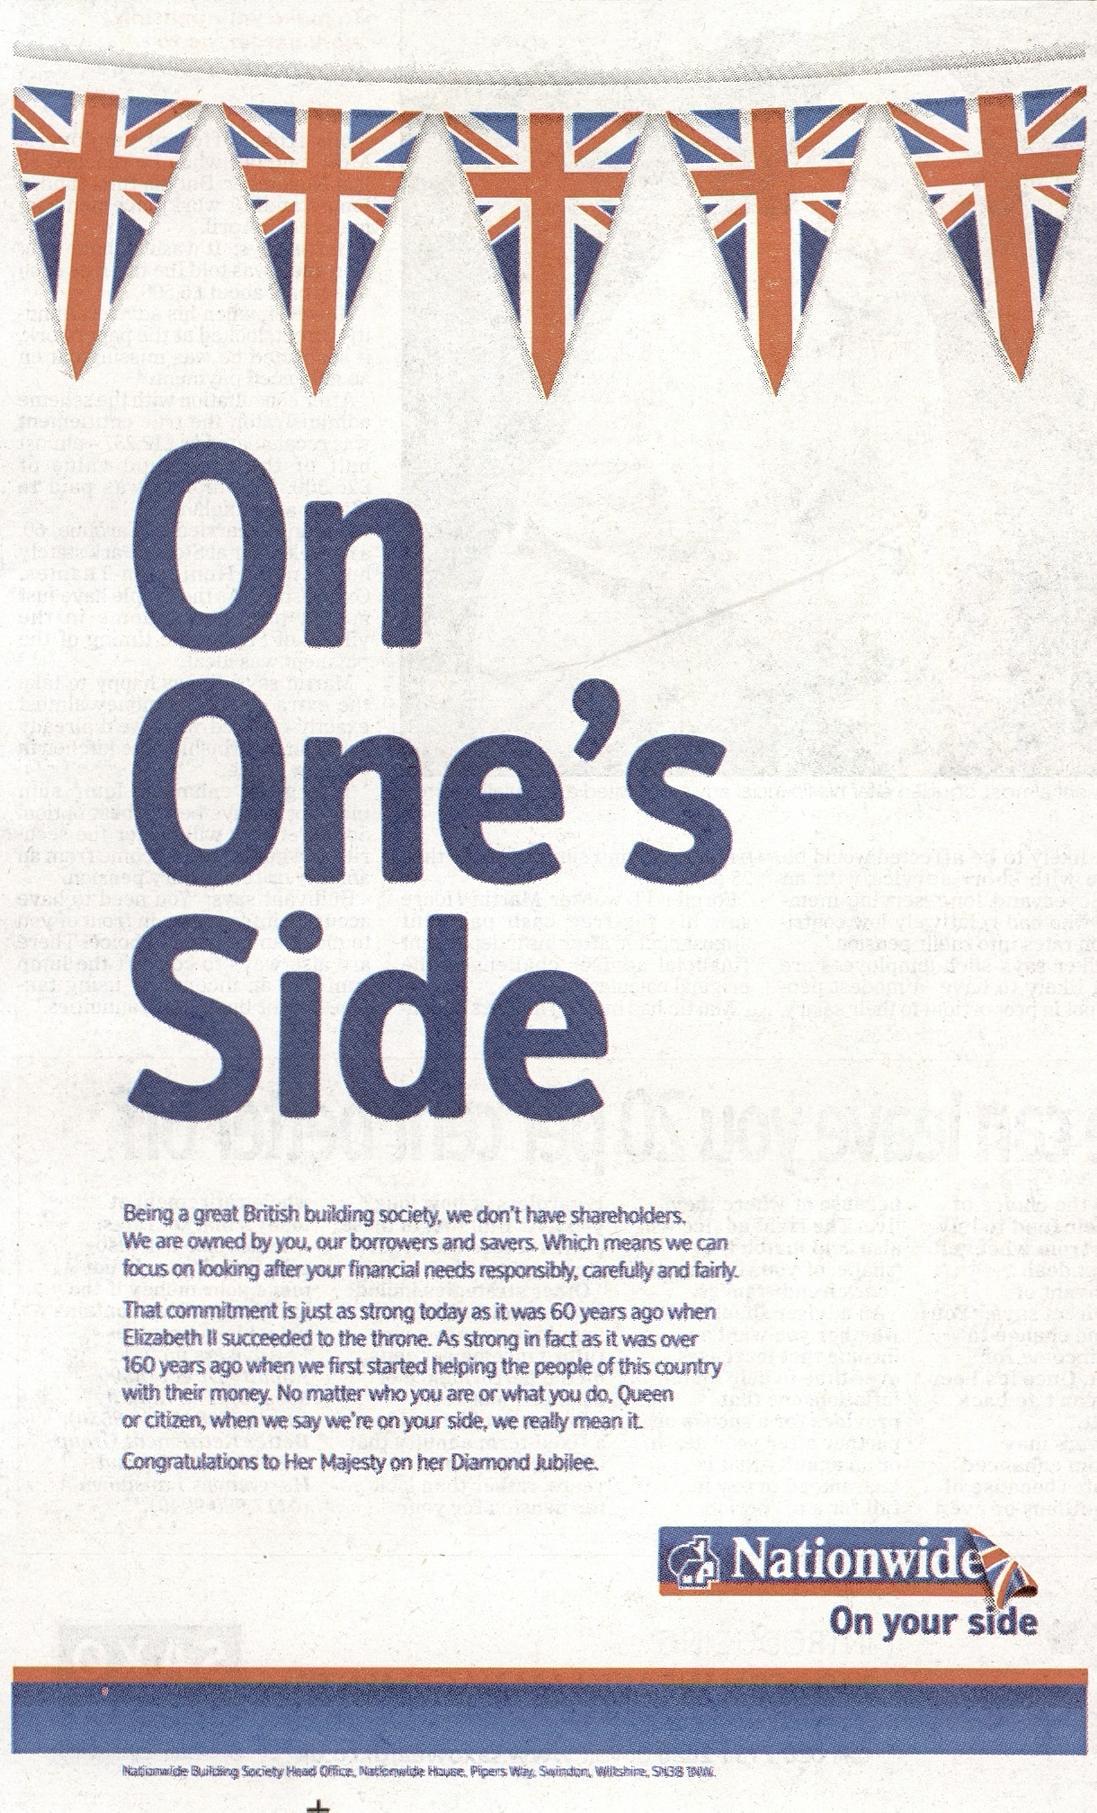 On
One's
Side
Being a great British building society, we don't have shareholders.
We are owned by you, our borrowers and savers. Which means we can
focus on looking after your financial needs responsibly, carefully and fairly.
That commitment is just as strong today as it was 60 years ago when
Elizabeth II succeeded to the throne. As strong in fact as it was over
160 years ago when we first started helping the people of this country
with their money. No matter who you are or what you do, Queen
or citizen, when we say we're on your side, we really mean it.
Congratulations to Her Majesty on her Diamond Jubilee.
Nationwide
On your side
Nationwide Building Society Head Office, Nationwide House, Pipers Way, Swindon, Wiltshire, SN38 1NW.